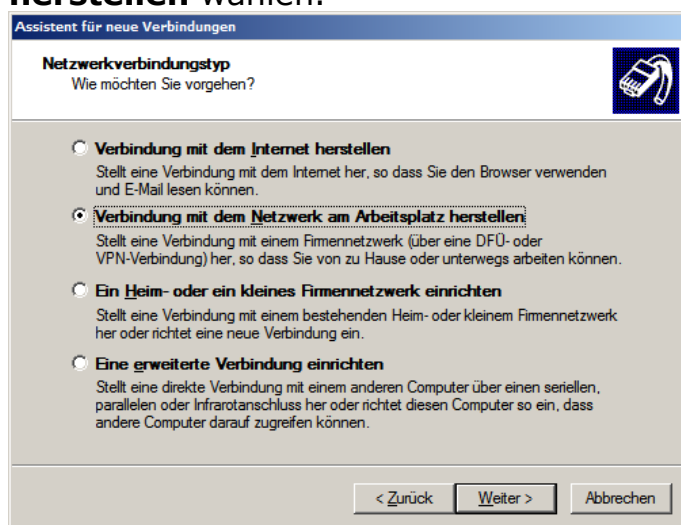 herstellen wählen.
Assistent für neue Verbindungen
Netzwerkverbindungstyp
Wie möchten Sie vorgehen?
Verbindung mit dem Internet herstellen
Stellt eine Verbindung mit dem Internet her, so dass Sie den Browser verwenden
und E-Mail lesen können.
Verbindung mit dem Netzwerk am Arbeitsplatz herstellen
Stellt eine Verbindung mit einem Firmennetzwerk (über eine DFÜ- oder
VPN-Verbindung) her, so dass Sie von zu Hause oder unterwegs arbeiten können.
Ein Heim- oder ein kleines Firmennetzwerk einrichten
Stellt eine Verbindung mit einem bestehenden Heim- oder kleinem Firmennetzwerk
her oder richtet eine neue Verbindung ein.
Eine erweiterte Verbindung einrichten
Stellt eine direkte Verbindung mit einem anderen Computer über einen seriellen,
parallelen oder Infrarotanschluss her oder richtet diesen Computer so ein, dass
andere Computer darauf zugreifen können.
< Zurück Weiter > Abbrechen